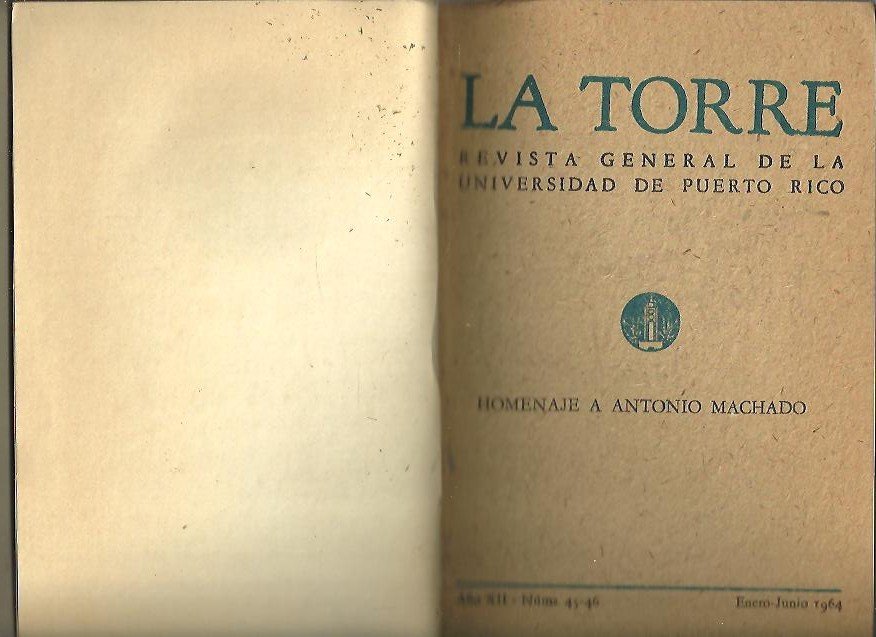 LA TORRE
REVISTA GENERAL DE LA
UNIVERSIDAD DE PUERTO RICO
HOMENAJE A ANTONIO MACHADO
Año XII - Núms 45-46
Enero-Junio 1964